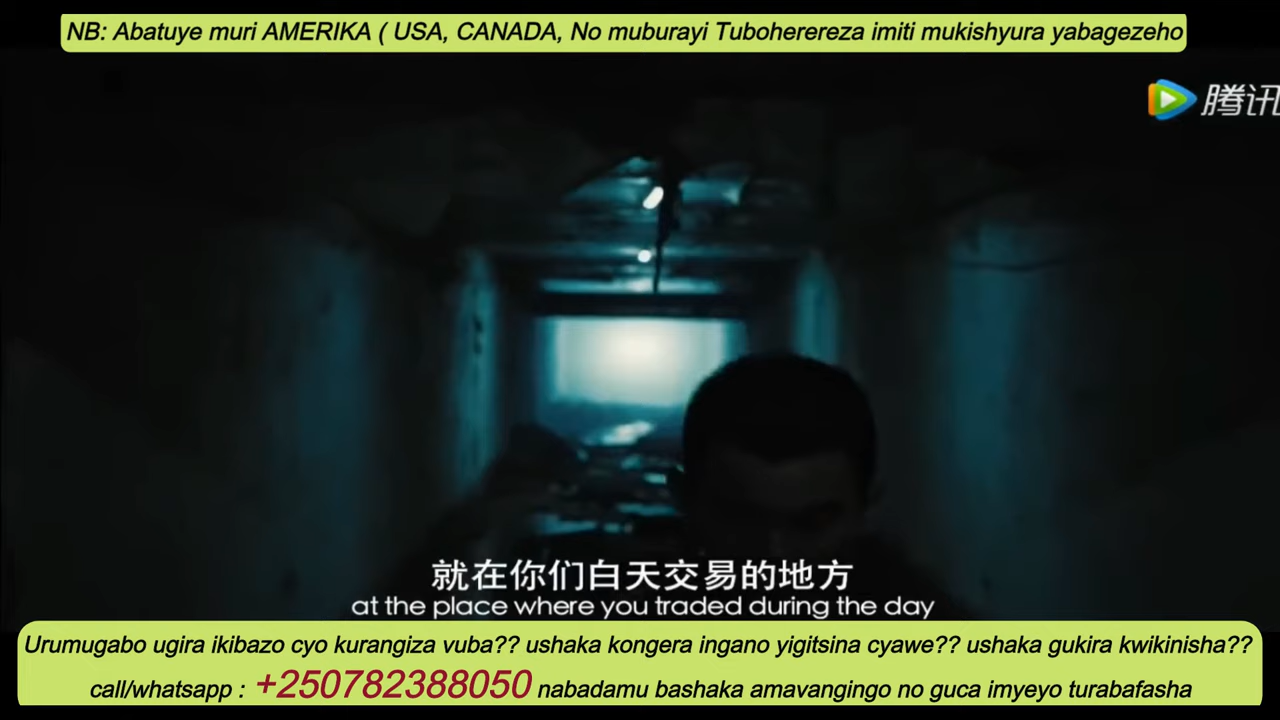 NB: Abatuye muri AMERIKA ( USA, CANADA, No muburayi Tuboherereza imiti mukishyura yabagezeho
腾讯
就在你们白天交易的地方
at the place where you traded during the day
Urumugabo ugira ikibazo cyo kurangiza vuba?? ushaka kongera ingano yigitsina cyawe?? ushaka gukira kwikinisha??
call/whatsapp : +250782388050 nabadamu bashaka amavangingo no guca imyeyo turabafasha